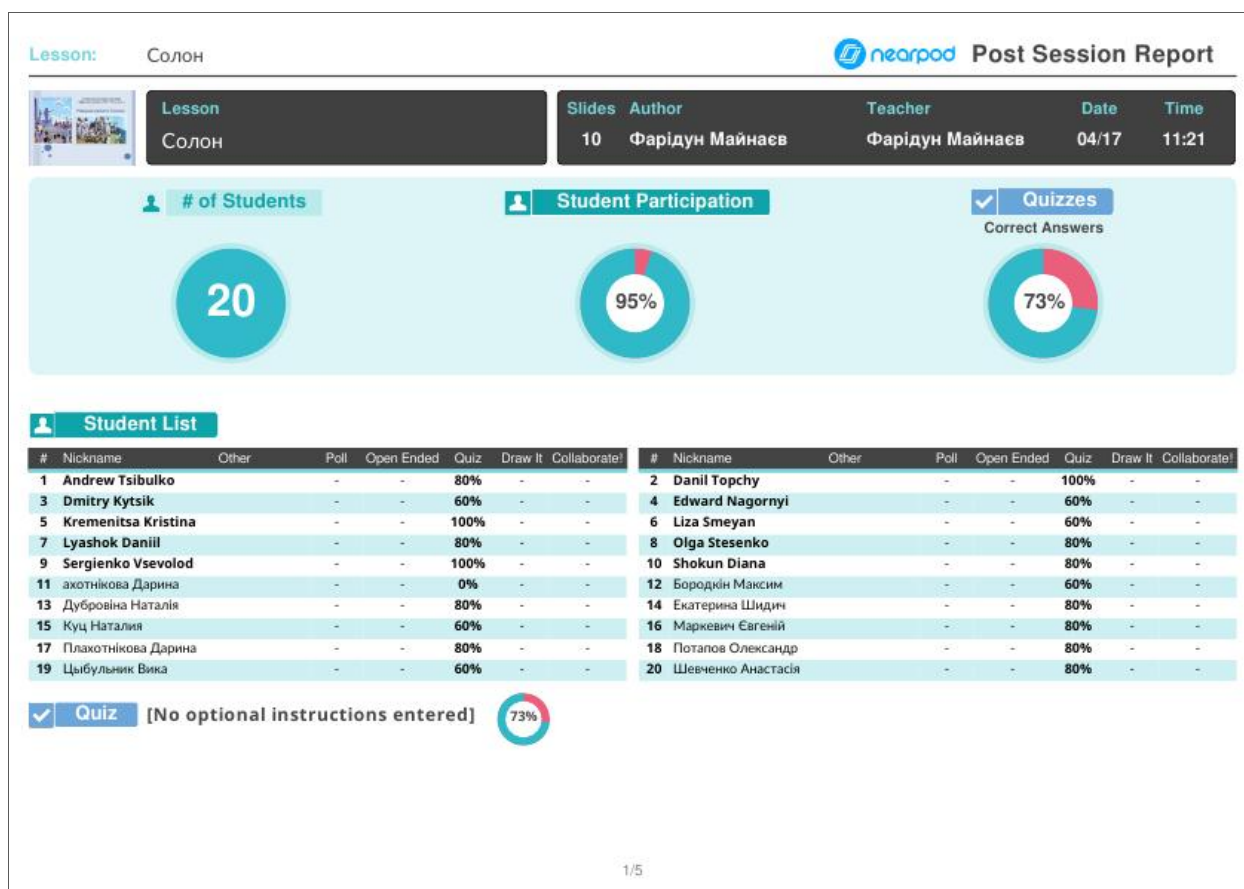 Lesson: Солон nearpod Post Session Report
Lesson Slides Author Teacher Date Time
Солон 10 Фарідун Майнаєв Фарідун Майнаєв 04/17 11:21
# of Students Student Participation Quizzes
Correct Answers
20 95% 73%
Student List
# Nickname Other Poll Open Ended Quiz Draw It Collaborate! # Nickname Other Poll Open Ended Quiz Draw It Collaborate!
1 Andrew Tsibulko - - 80% - - 2 Danil Topchy - - 100% - -
3 Dmitry Kytsik - - 60% - - 4 Edward Nagornyi - - 60% - -
5 Kremenitsa Kristina - - 100% - - 6 Liza Smeyan - - 60% - -
7 Lyashok Daniil - - 80% - - 8 Olga Stesenko - - 80% - -
9 Sergienko Vsevolod - - 100% - - 10 Shokun Diana - - 80% - -
11 ахотнікова Дарина - - 0% - - 12 Бородкін Максим - - 60% - -
13 Дубровіна Наталія - - 80% - - 14 Екатерина Шидич - - 80% - -
15 Куц Наталия - - 60% - - 16 Маркевич Євгеній - - 80% - -
17 Плахотнікова Дарина - - 80% - - 18 Потапов Олександр - - 80% - -
19 Цыбульник Вика - - 60% - - 20 Шевченко Анастасія - - 80% - -
Quiz [No optional instructions entered] 73%
1/5